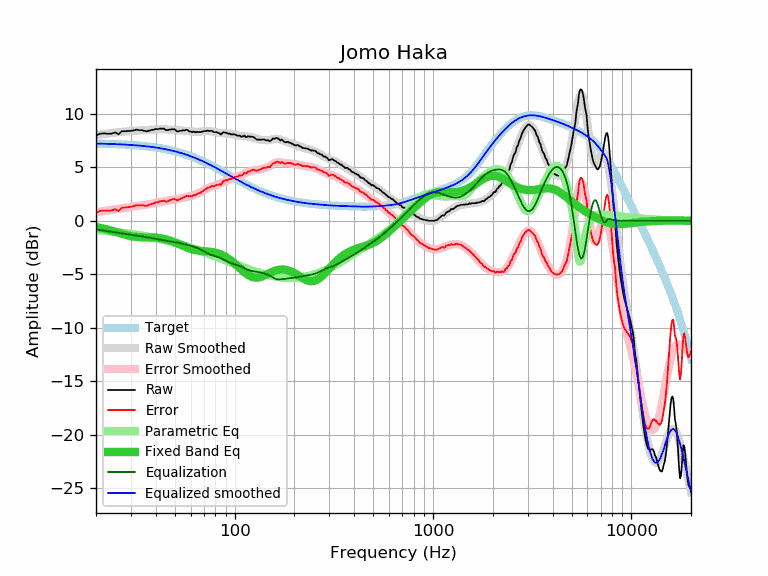 Jomo Haka
Amplitude (dBr)
10
5
0
−5
−10
−15
−20
−25
Target
Raw Smoothed
Error Smoothed
Raw
Error
Parametric Eq
Fixed Band Eq
Equalization
Equalized smoothed
100
1000
10000
Frequency (Hz)